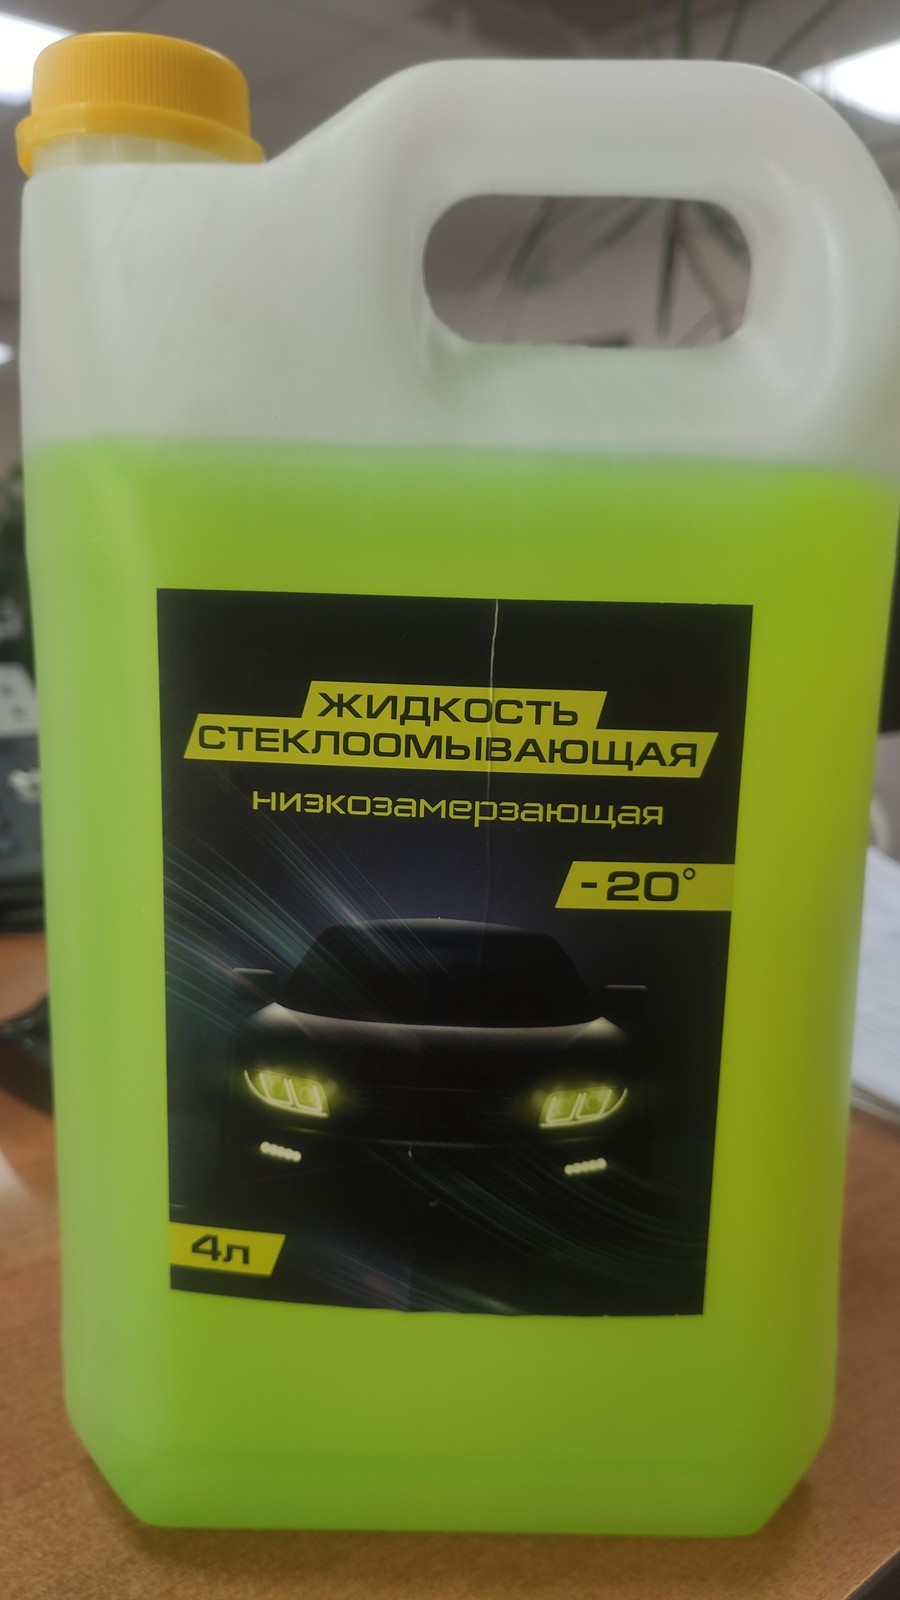 ЖИДКОСТЬ
СТЕКЛООМЫВАЮЩАЯ
низкозамерзающая
-20°
4л